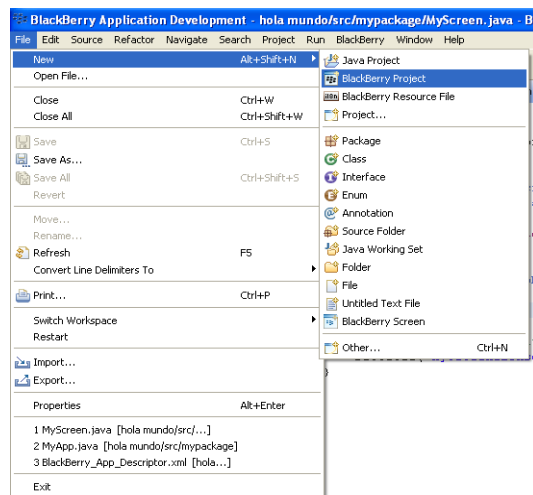 BlackBerry Application Development - hola mundo/src/mypackage/MyScreen.java - B
File Edit Source Refactor Navigate Search Project Run BlackBerry Window Help
New Alt+Shift+N
Open File...
Close Ctrl+W
Close All Ctrl+Shift+W
Save Ctrl+S
Save As...
Save All Ctrl+Shift+S
Revert
Move...
Rename...
Refresh F5
Convert Line Delimiters To
Print... Ctrl+P
Switch Workspace
Restart
Import...
Export...
Properties Alt+Enter
1 MyScreen.java [hola mundo/src/...]
2 MyApp.java [hola mundo/src/mypackage]
3 BlackBerry_App_Descriptor.xml [hola...]
Exit
Java Project
BlackBerry Project
BlackBerry Resource File
Project...
Package
Class
Interface
Enum
Annotation
Source Folder
Java Working Set
Folder
File
Untitled Text File
BlackBerry Screen
Other... Ctrl+N
}